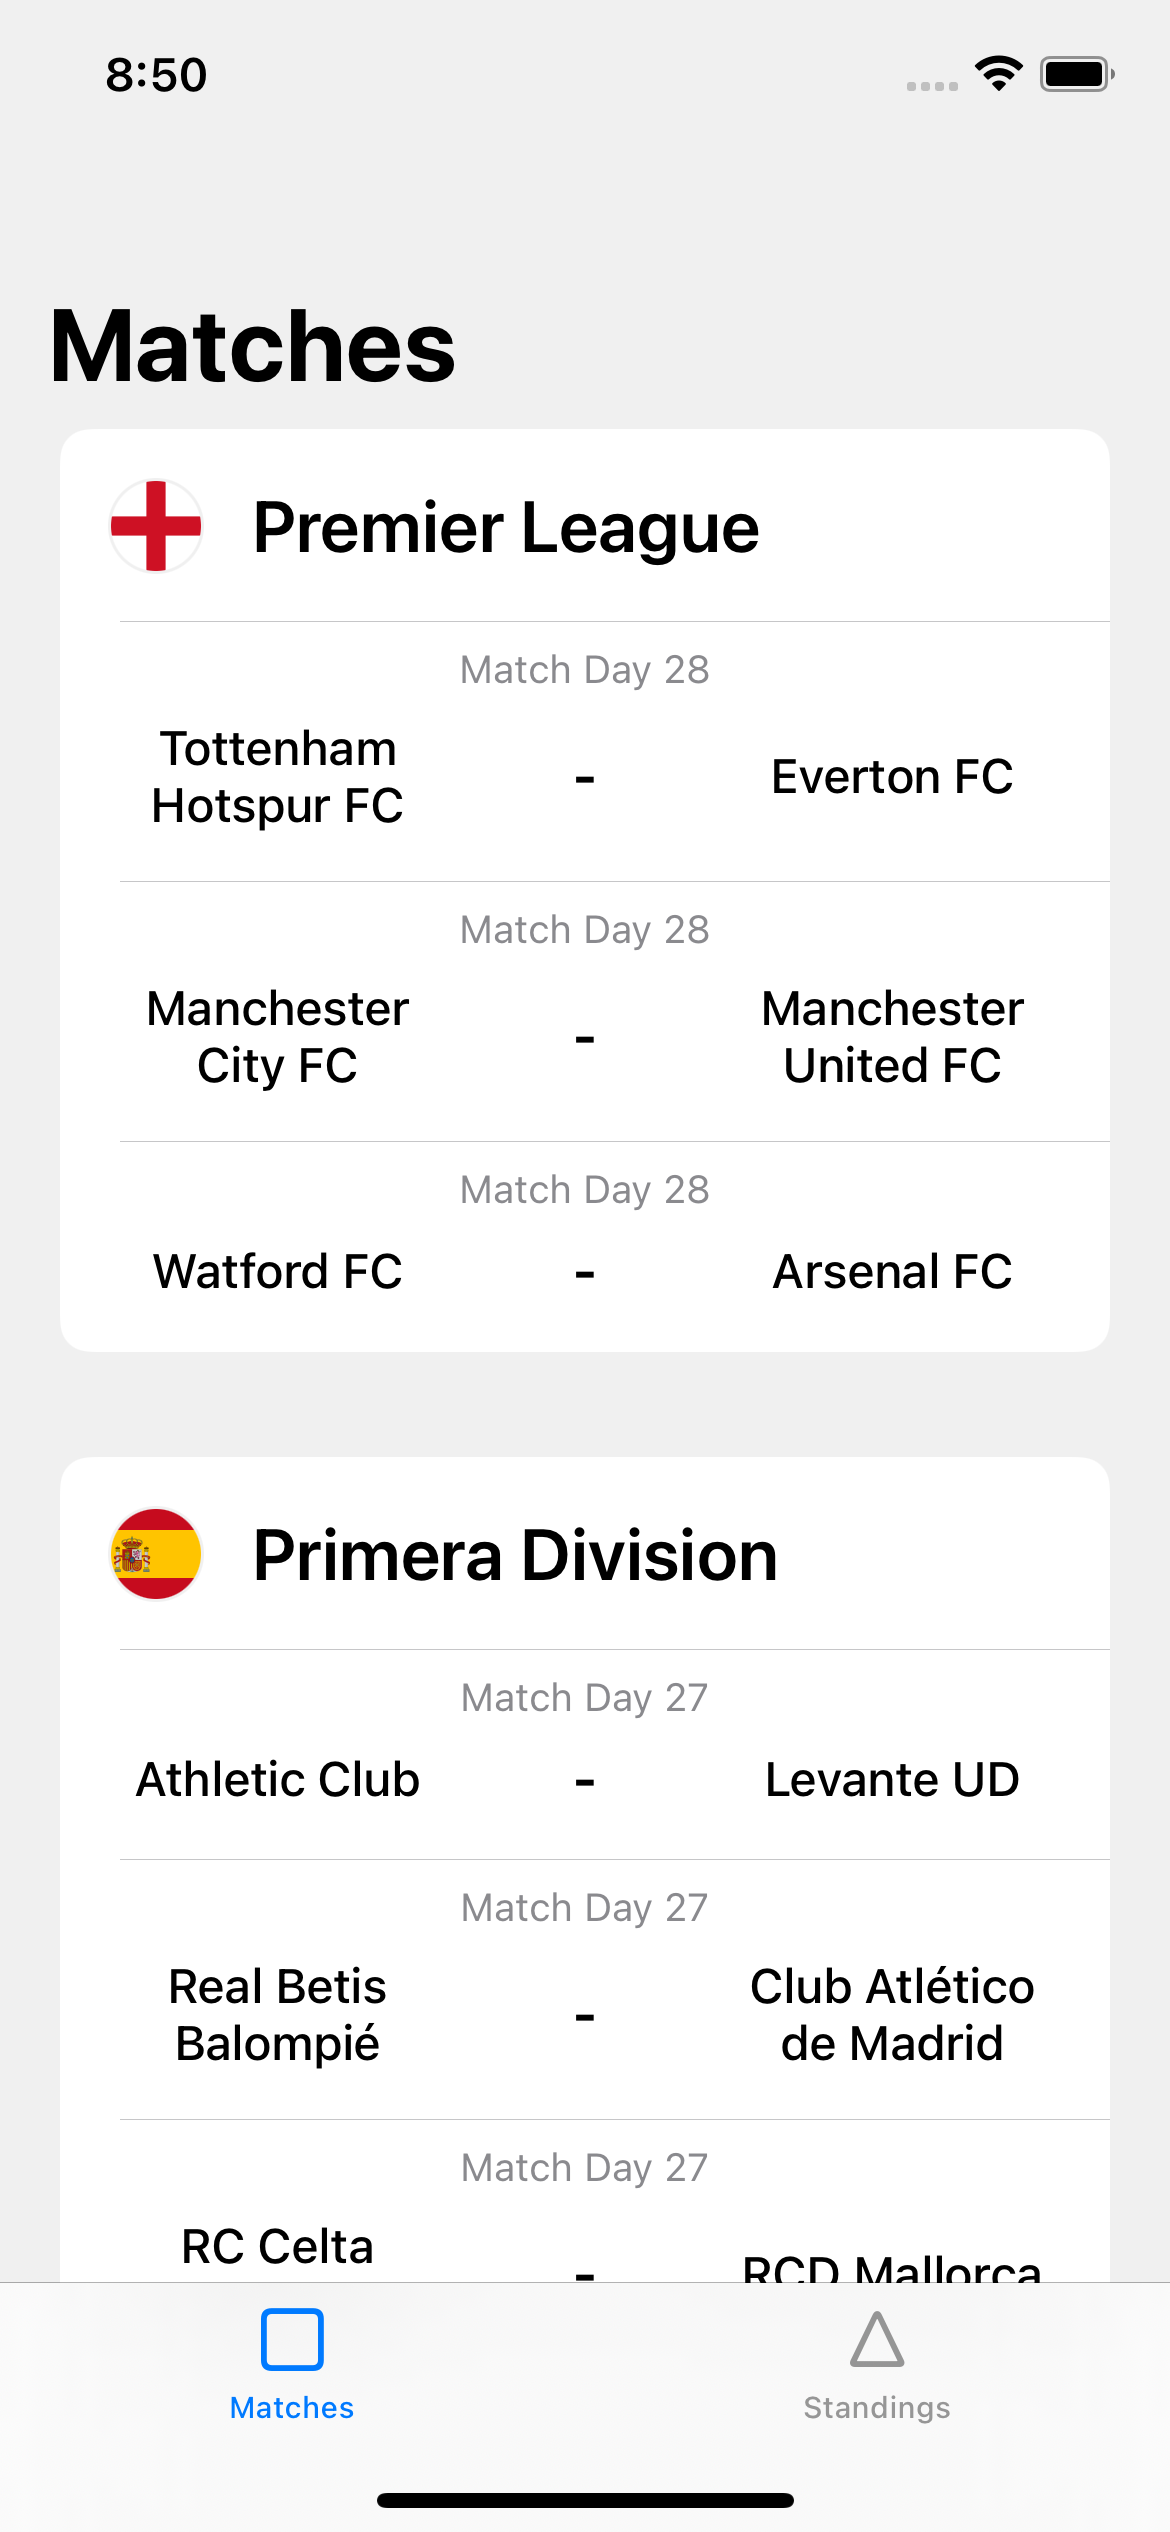 8:50
Matches
Premier League
Match Day 28
Tottenham
Hotspur FC
-
Everton FC
Match Day 28
Manchester
City FC
-
Manchester
United FC
Match Day 28
Watford FC
-
Arsenal FC
Primera Division
Match Day 27
Athletic Club
-
Levante UD
Match Day 27
Real Betis
Balompié
-
Club Atlético
de Madrid
Match Day 27
RC Celta
-
RCD Mallorca
Matches
Standings